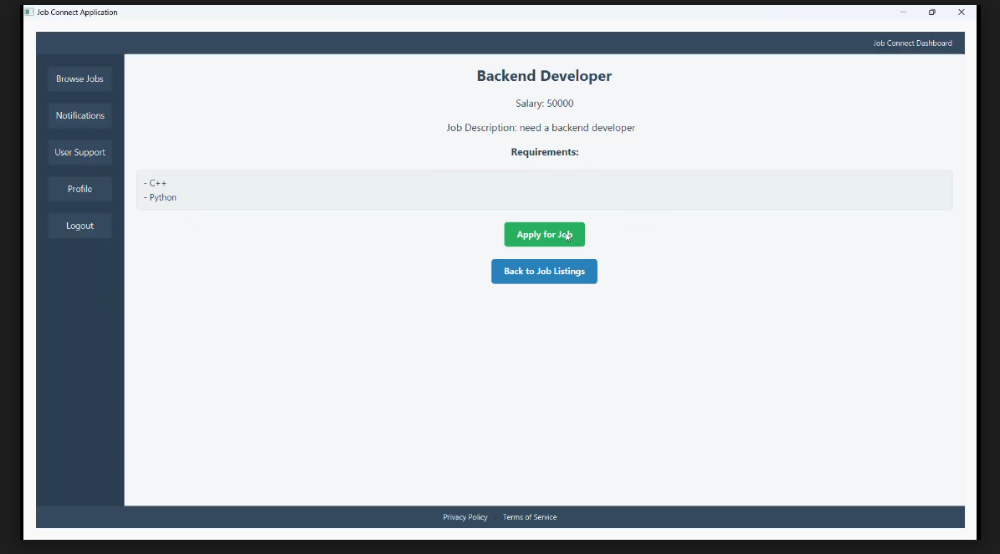 Job Connect Application
Job Connect Dashboard
Browse Jobs
Notifications
User Support
Profile
Logout
Backend Developer
Salary: 50000
Job Description: need a backend developer
Requirements:
- C++
- Python
Apply for Job
Back to Job Listings
Privacy Policy
Terms of Service